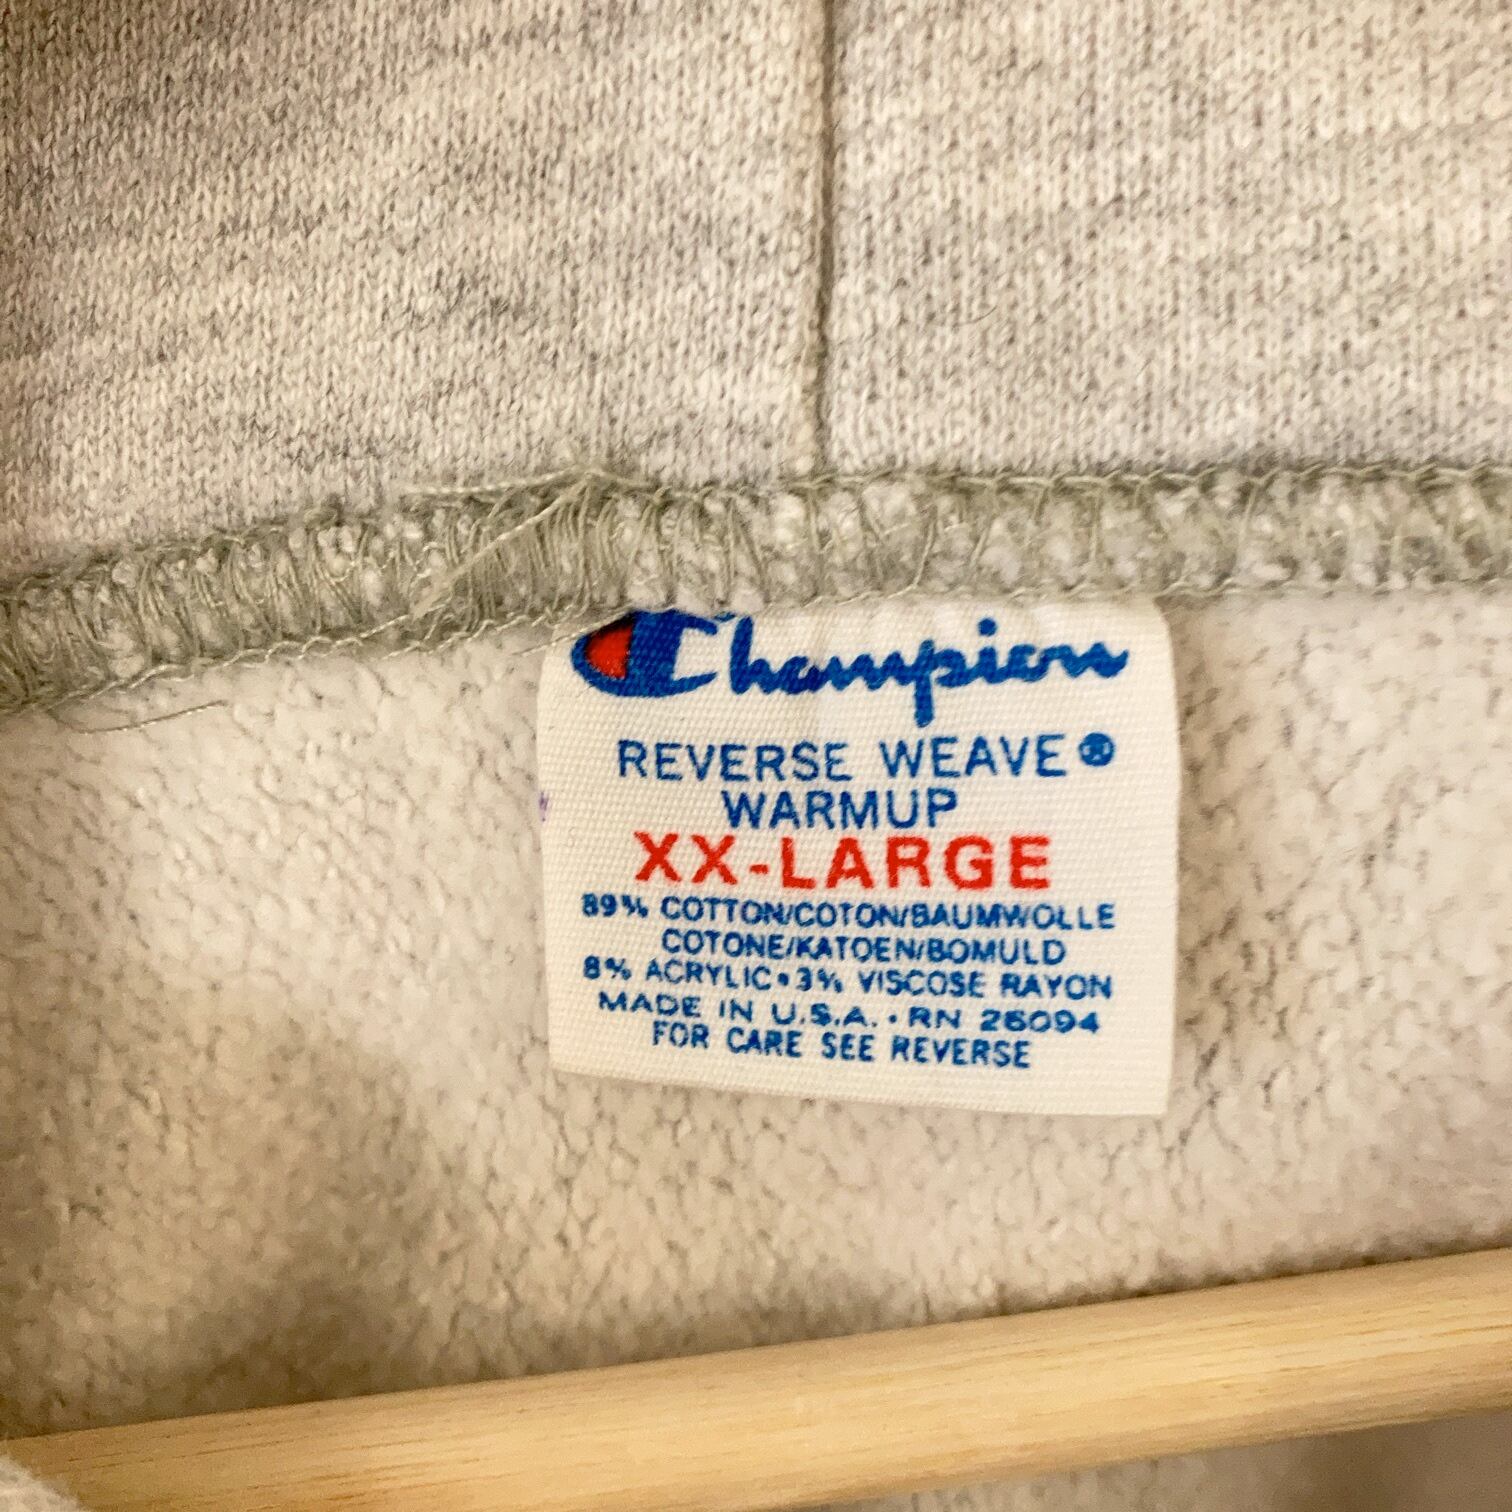 Champion
REVERSE WEAVE®
WARMUP
XX-LARGE
89% COTTON/COTON/BAUMWOLLE
COTONE/KATOEN/BOMULD
8% ACRYLIC•3% VISCOSE RAYON
MADE IN U.S.A.•RN 26094
FOR CARE SEE REVERSE